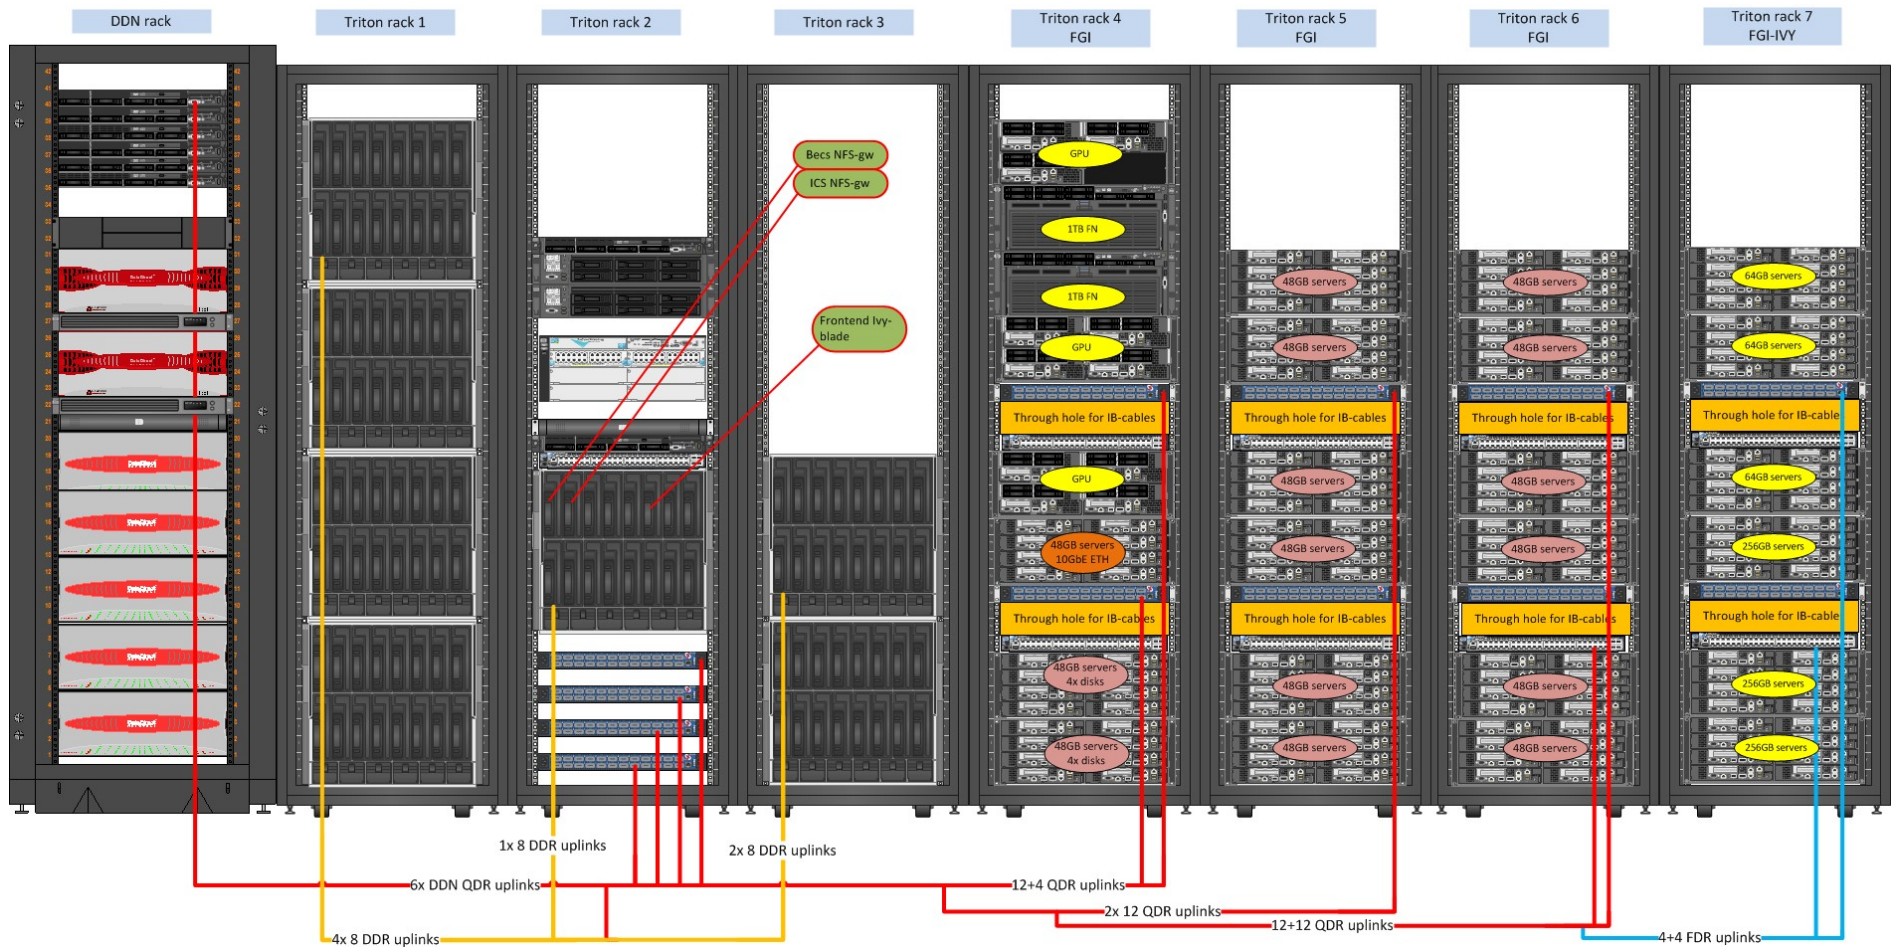 DDN rack
Triton rack 1
Triton rack 2
Triton rack 3
Triton rack 4
FGI
Triton rack 5
FGI
Triton rack 6
FGI
Triton rack 7
FGI-IVY
Becs NFS-gw
ICS NFS-gw
Frontend Ivy-
blade
GPU
1TB FN
1TB FN
GPU
Through hole for IB-cables
GPU
48GB servers
10GbE ETH
Through hole for IB-cables
48GB servers
4x disks
48GB servers
4x disks
48GB servers
48GB servers
Through hole for IB-cables
48GB servers
48GB servers
Through hole for IB-cables
48GB servers
48GB servers
48GB servers
48GB servers
Through hole for IB-cables
48GB servers
48GB servers
Through hole for IB-cables
48GB servers
48GB servers
64GB servers
64GB servers
Through hole for IB-cables
64GB servers
256GB servers
Through hole for IB-cables
256GB servers
256GB servers
1x 8 DDR uplinks
2x 8 DDR uplinks
6x DDN QDR uplinks
12+4 QDR uplinks
2x 12 QDR uplinks
12+12 QDR uplinks
4x 8 DDR uplinks
4+4 FDR uplinks